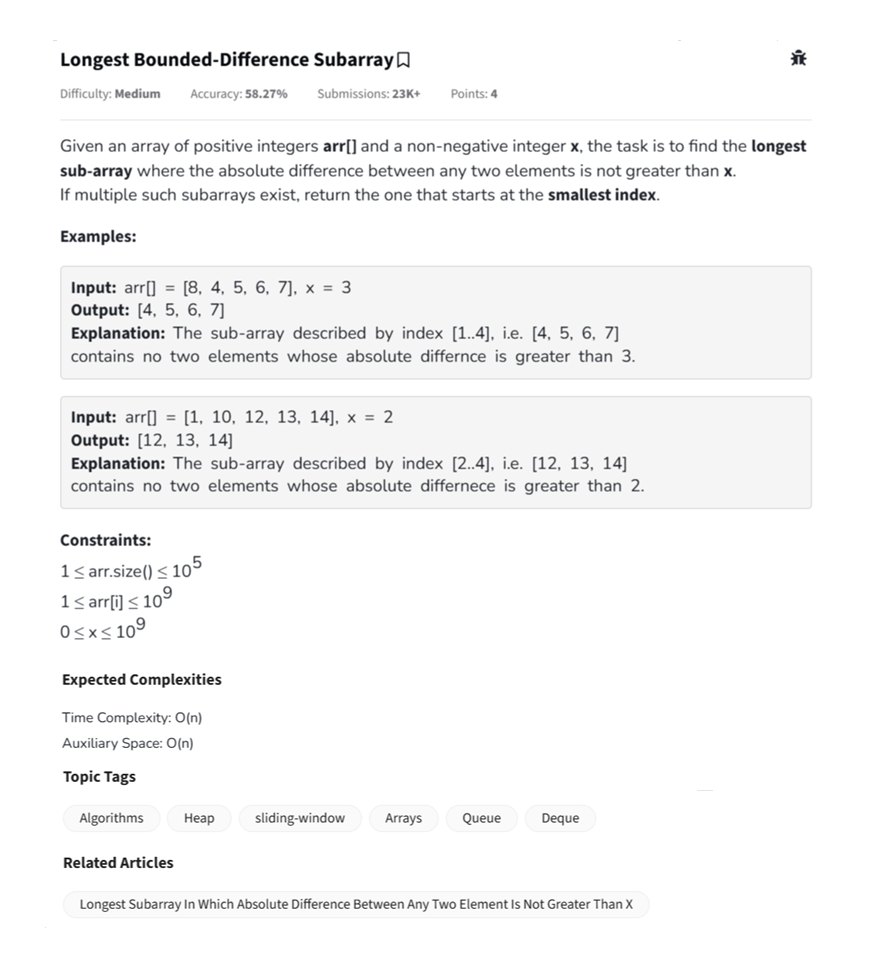 Longest Bounded-Difference Subarray
Difficulty: Medium Accuracy: 58.27% Submissions: 23K+ Points: 4
Given an array of positive integers arr[] and a non-negative integer x, the task is to find the longest
sub-array where the absolute difference between any two elements is not greater than x.
If multiple such subarrays exist, return the one that starts at the smallest index.
Examples:
Input: arr[] = [8, 4, 5, 6, 7], x = 3
Output: [4, 5, 6, 7]
Explanation: The sub-array described by index [1..4], i.e. [4, 5, 6, 7]
contains no two elements whose absolute differnce is greater than 3.
Input: arr[] = [1, 10, 12, 13, 14], x = 2
Output: [12, 13, 14]
Explanation: The sub-array described by index [2..4], i.e. [12, 13, 14]
contains no two elements whose absolute differnece is greater than 2.
Constraints:
1 ≤ arr.size() ≤ 10^5
1 ≤ arr[i] ≤ 10^9
0 ≤ x ≤ 10^9
Expected Complexities
Time Complexity: O(n)
Auxiliary Space: O(n)
Topic Tags
Algorithms Heap sliding-window Arrays Queue Deque
Related Articles
Longest Subarray In Which Absolute Difference Between Any Two Element Is Not Greater Than X